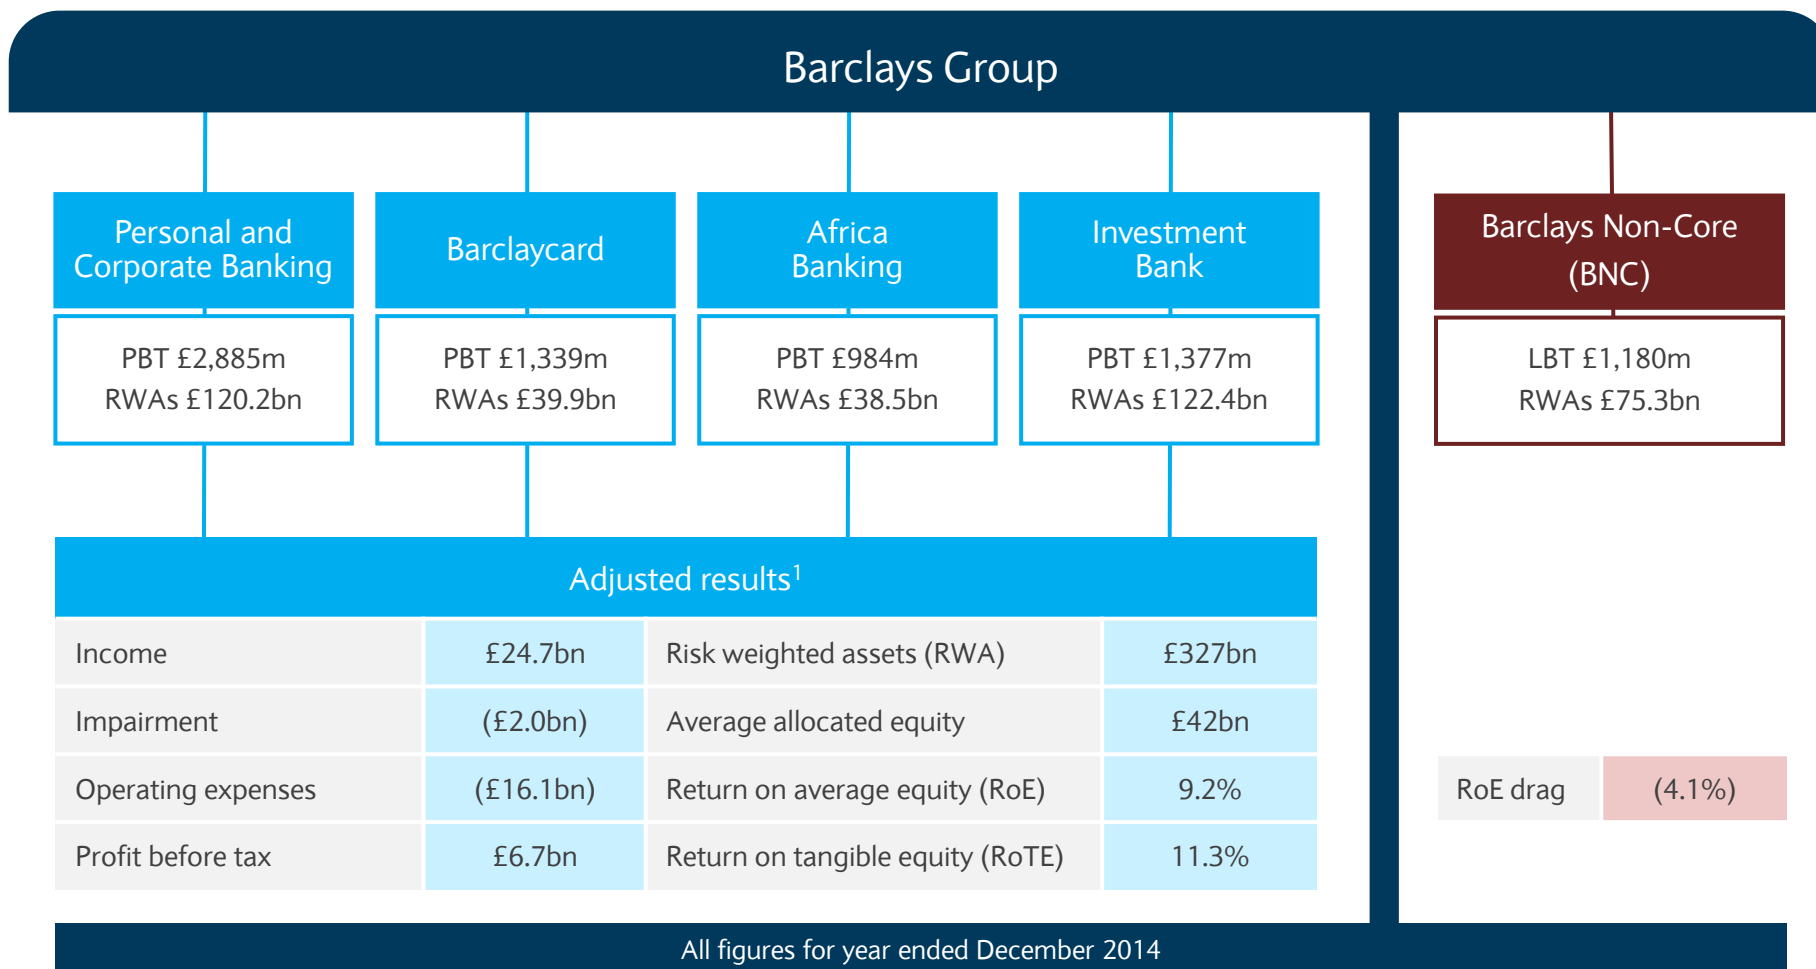 Barclays Group
Personal and
Corporate Banking
PBT £2,885m
RWAs £120.2bn
Barclaycard
PBT £1,339m
RWAs £39.9bn
Africa
Banking
PBT £984m
RWAs £38.5bn
Investment
Bank
PBT £1,377m
RWAs £122.4bn
Barclays Non-Core
(BNC)
LBT £1,180m
RWAs £75.3bn
Adjusted results¹
Income £24.7bn Risk weighted assets (RWA) £327bn
Impairment (£2.0bn) Average allocated equity £42bn
Operating expenses (£16.1bn) Return on average equity (RoE) 9.2%
Profit before tax £6.7bn Return on tangible equity (RoTE) 11.3%
RoE drag (4.1%)
All figures for year ended December 2014